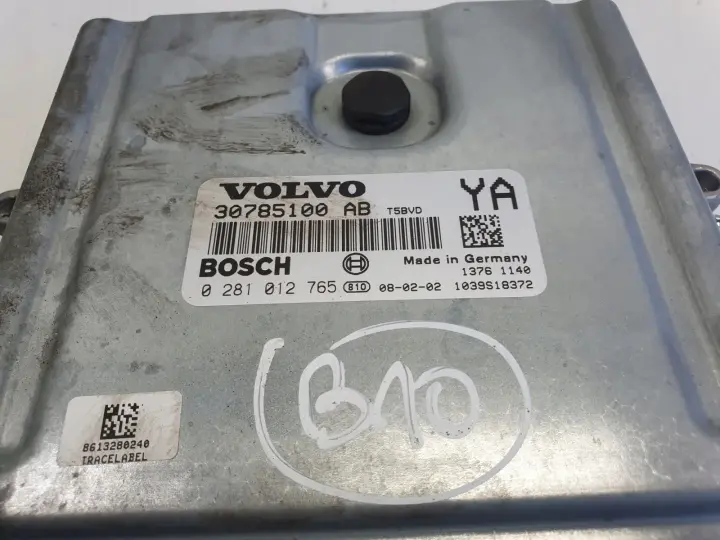 VOLVO YA
30785100 AB T5BVD
BOSCH Made in Germany
1376 1140
0 281 012 765 B10 08-02-02 1039S18372
B10
8613280240
TRACELABEL